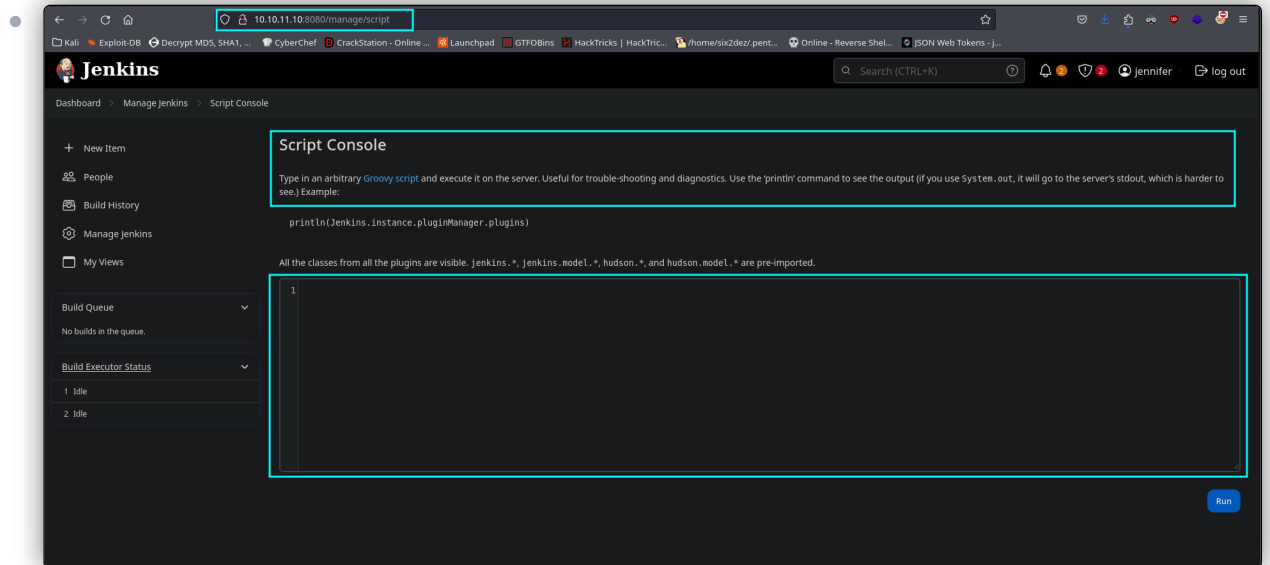 10.10.11.10:8080/manage/script
Kali Exploit-DB Decrypt MD5, SHA1, ... CyberChef CrackStation - Online ... Launchpad GTFOBins HackTricks | HackTric... /home/six2dez/.pent... Online - Reverse Shel... JSON Web Tokens - j...
Jenkins
Search (CTRL+K) ? 2 2 jennifer log out
Dashboard > Manage Jenkins > Script Console
New Item
People
Build History
Manage Jenkins
My Views
Build Queue
No builds in the queue.
Build Executor Status
1 Idle
2 Idle
Script Console
Type in an arbitrary Groovy script and execute it on the server. Useful for trouble-shooting and diagnostics. Use the 'println' command to see the output (if you use System.out, it will go to the server's stdout, which is harder to
see.) Example:
println(Jenkins.instance.pluginManager.plugins)
All the classes from all the plugins are visible. jenkins.*, jenkins.model.*, hudson.*, and hudson.model.* are pre-imported.
1
Run